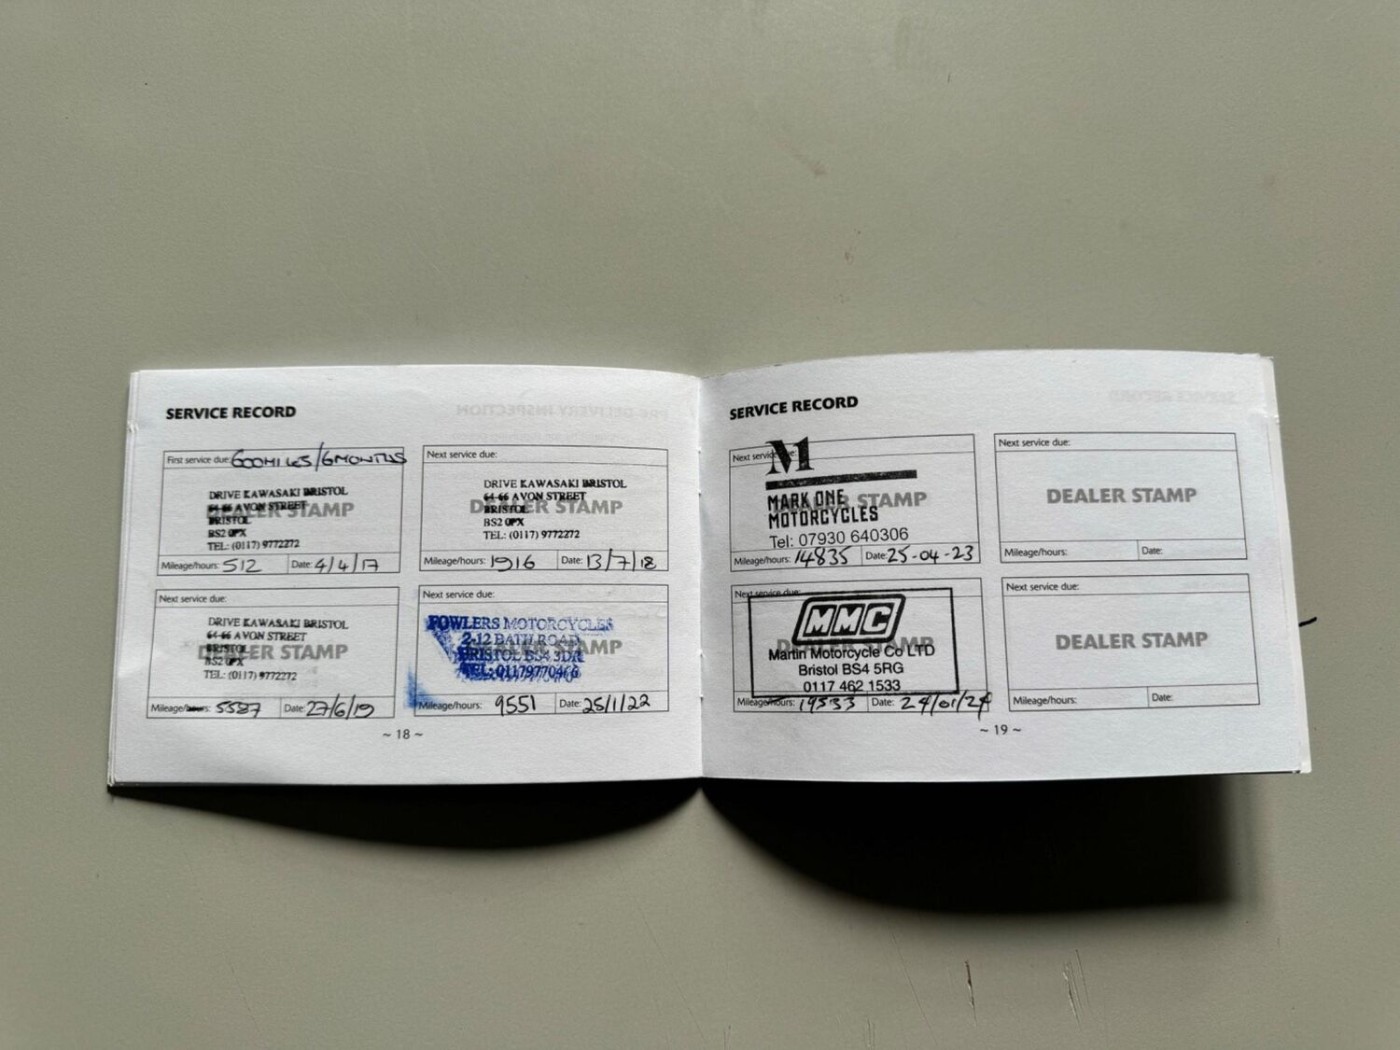 SERVICE RECORD
First service due: 600MILES/6MONTHS
DRIVE KAWASAKI BRISTOL
64-66 AVON STREET
DEALER STAMP
BRISTOL
BS2 0PX
TEL: (0117) 9772272
Mileage/hours: 512 Date: 4/4/17
Next service due:
DRIVE KAWASAKI BRISTOL
64-66 AVON STREET
DEALER STAMP
BRISTOL
BS2 0PX
TEL: (0117) 9772272
Mileage/hours: 1916 Date: 13/7/18
Next service due:
DRIVE KAWASAKI BRISTOL
64-66 AVON STREET
DEALER STAMP
BRISTOL
BS2 0PX
TEL: (0117) 9772272
Mileage/hours: 5587 Date: 27/6/19
Next service due:
FOWLERS MOTORCYCLES
2-12 BATH ROAD
DEALER STAMP
BRISTOL BS4 3DR
TEL: 01179770466
Mileage/hours: 9551 Date: 25/1/22
~ 18 ~
SERVICE RECORD
Next service due:
M
MARK ONE
DEALER STAMP
MOTORCYCLES
Tel: 07930 640306
Mileage/hours: 14835 Date: 25-04-23
Next service due:
DEALER STAMP
Mileage/hours: Date:
Next service due:
MMC
DEALER STAMP
Martin Motorcycle Co LTD
Bristol BS4 5RG
0117 462 1533
Mileage/hours: 19533 Date: 24/01/24
Next service due:
DEALER STAMP
Mileage/hours: Date:
~ 19 ~